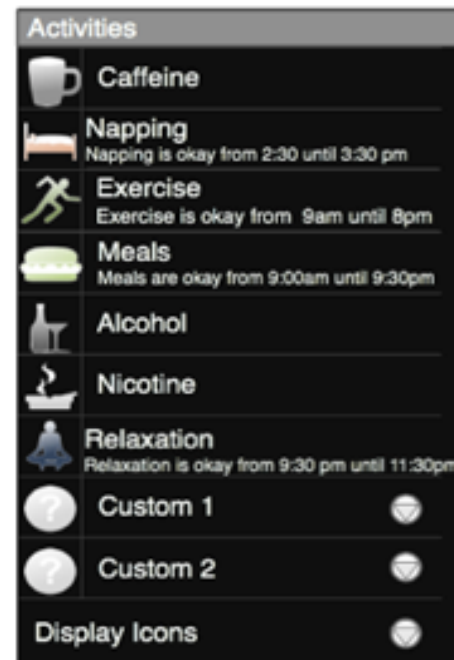 Activities
Caffeine
Napping
Napping is okay from 2:30 until 3:30 pm
Exercise
Exercise is okay from 9am until 8pm
Meals
Meals are okay from 9:00am until 9:30pm
Alcohol
Nicotine
Relaxation
Relaxation is okay from 9:30 pm until 11:30pm
? Custom 1
? Custom 2
Display Icons